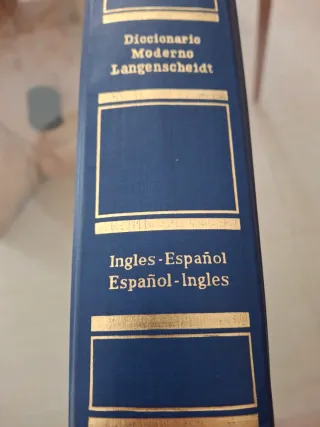 Diccionario
Moderno
Langenscheidt
Ingles-Español
Español-Ingles